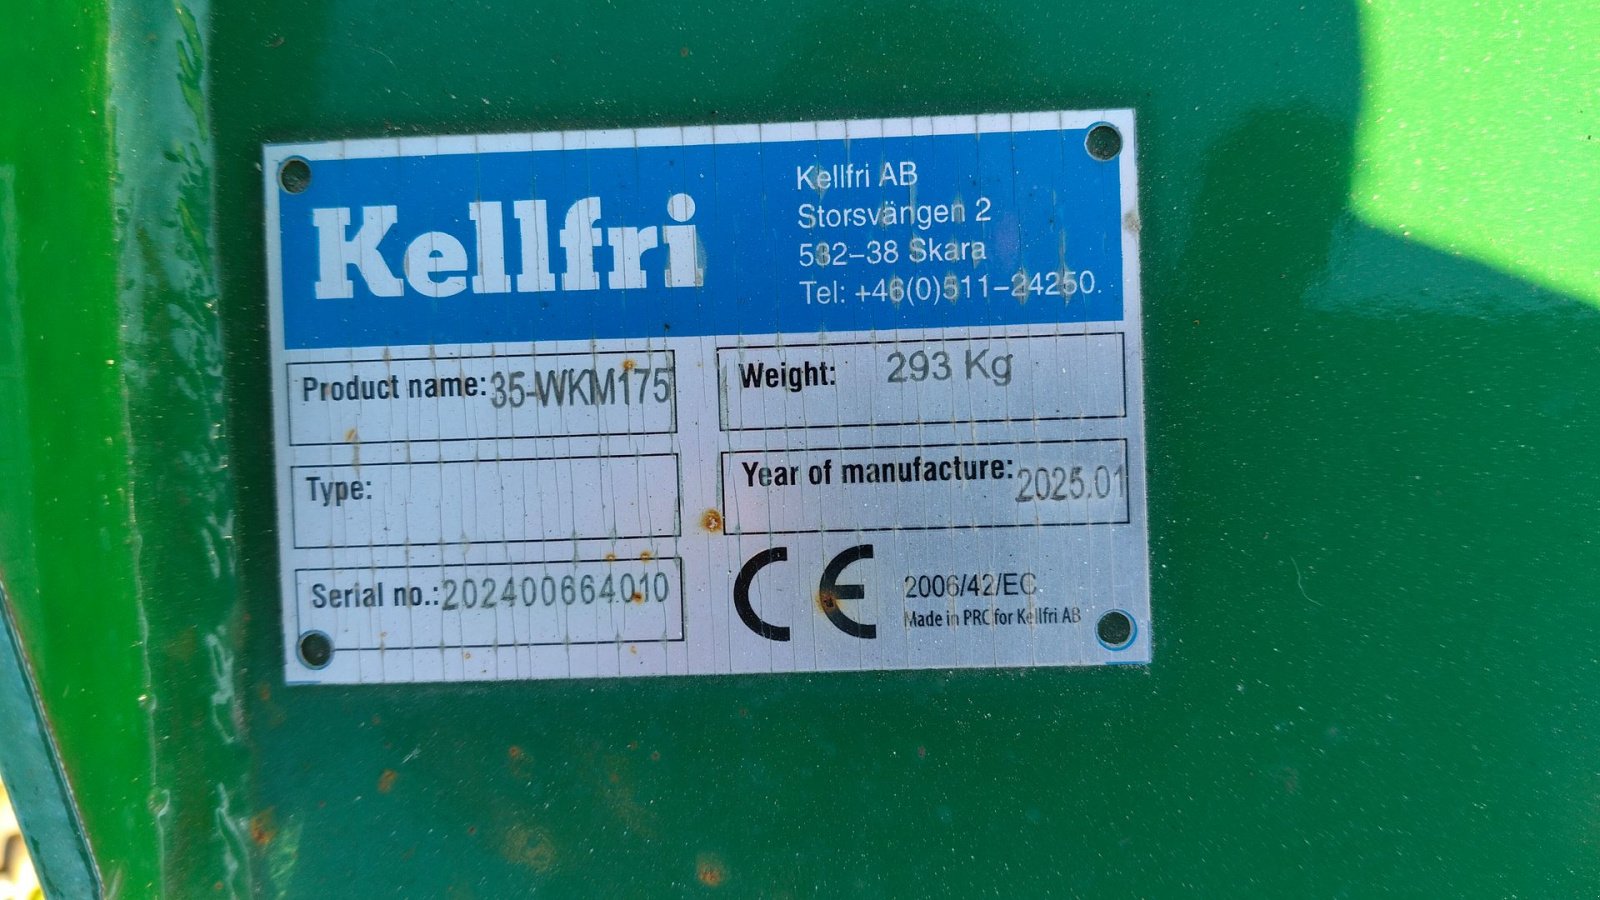 Kellfri
Kellfri AB
Storsvängen 2
532-38 Skara
Tel: +46(0)511-24250.
Product name: 35-WKM175
Weight: 293 Kg
Type:
Year of manufacture: 2025.01
Serial no.: 202400664010
CE 2006/42/EC
Made in PRC for Kellfri AB